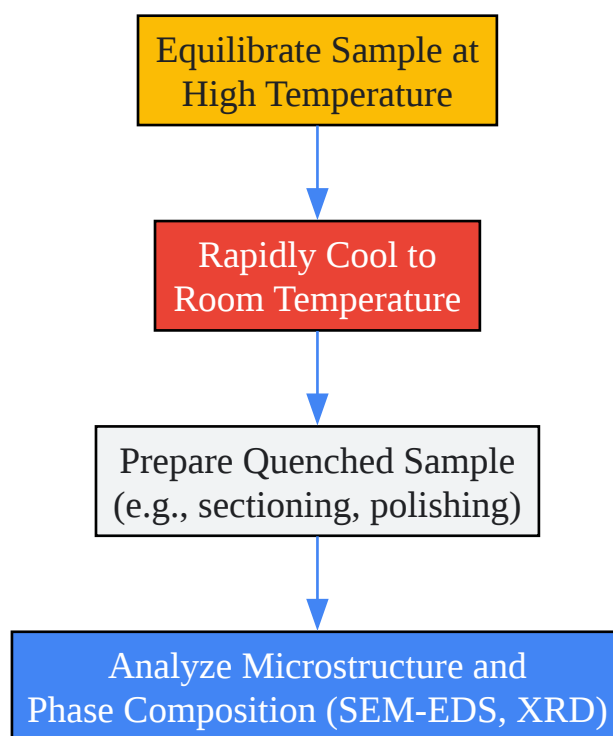 Equilibrate Sample at
High Temperature
Rapidly Cool to
Room Temperature
Prepare Quenched Sample
(e.g., sectioning, polishing)
Analyze Microstructure and
Phase Composition (SEM-EDS, XRD)